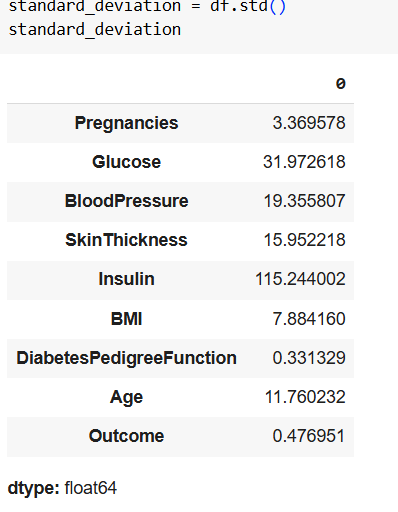 standard_deviation = df.std()
standard_deviation
0
Pregnancies 3.369578
Glucose 31.972618
BloodPressure 19.355807
SkinThickness 15.952218
Insulin 115.244002
BMI 7.884160
DiabetesPedigreeFunction 0.331329
Age 11.760232
Outcome 0.476951
dtype: float64